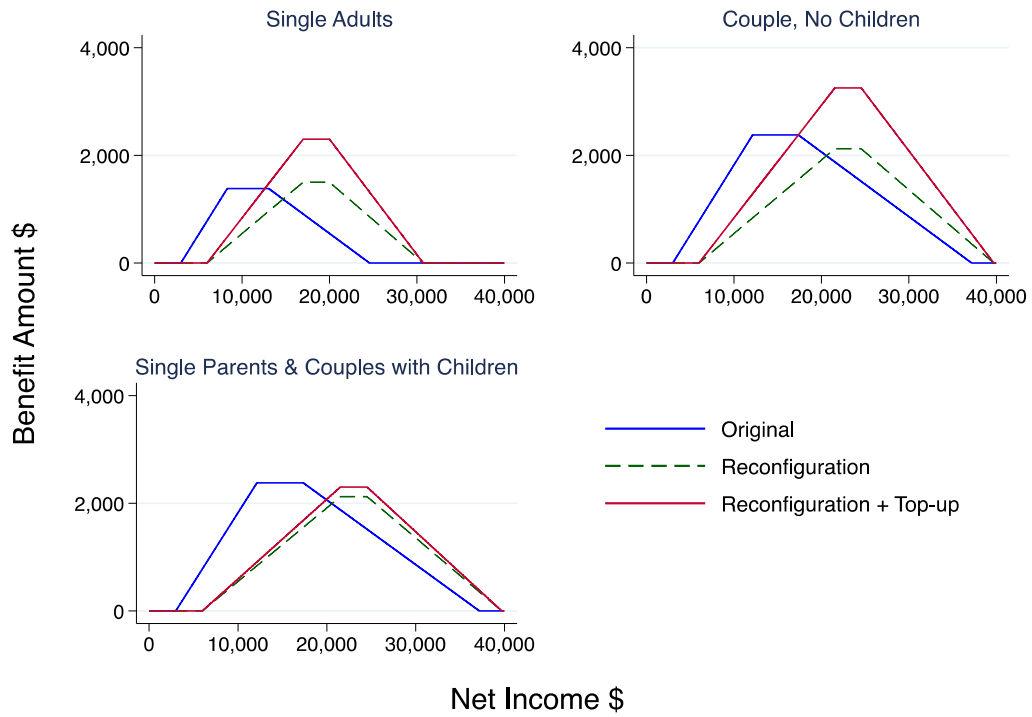 Single Adults
4,000
2,000
0
0 10,000 20,000 30,000 40,000
Couple, No Children
4,000
2,000
0
0 10,000 20,000 30,000 40,000
Single Parents & Couples with Children
4,000
2,000
0
0 10,000 20,000 30,000 40,000
Original
Reconfiguration
Reconfiguration + Top-up
Benefit Amount $
Net Income $